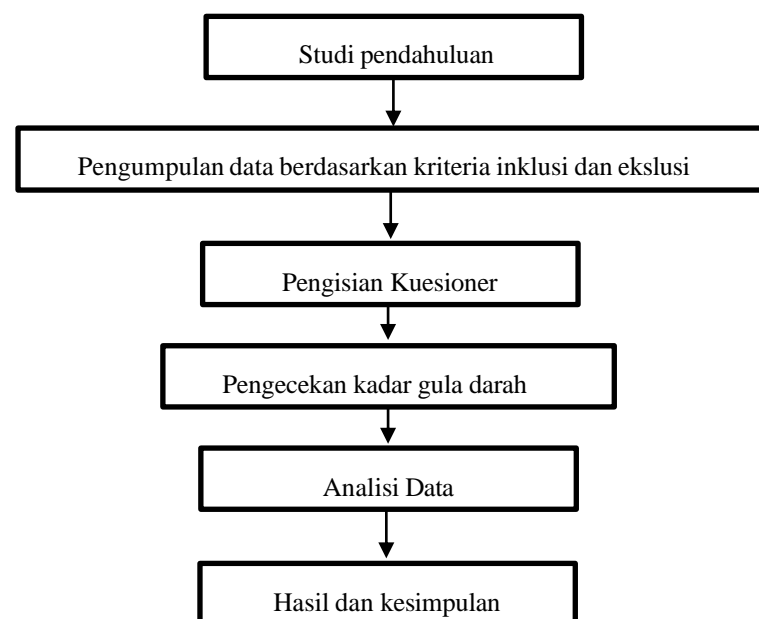 Studi pendahuluan
Pengumpulan data berdasarkan kriteria inklusi dan ekslusi
Pengisian Kuesioner
Pengecekan kadar gula darah
Analisi Data
Hasil dan kesimpulan